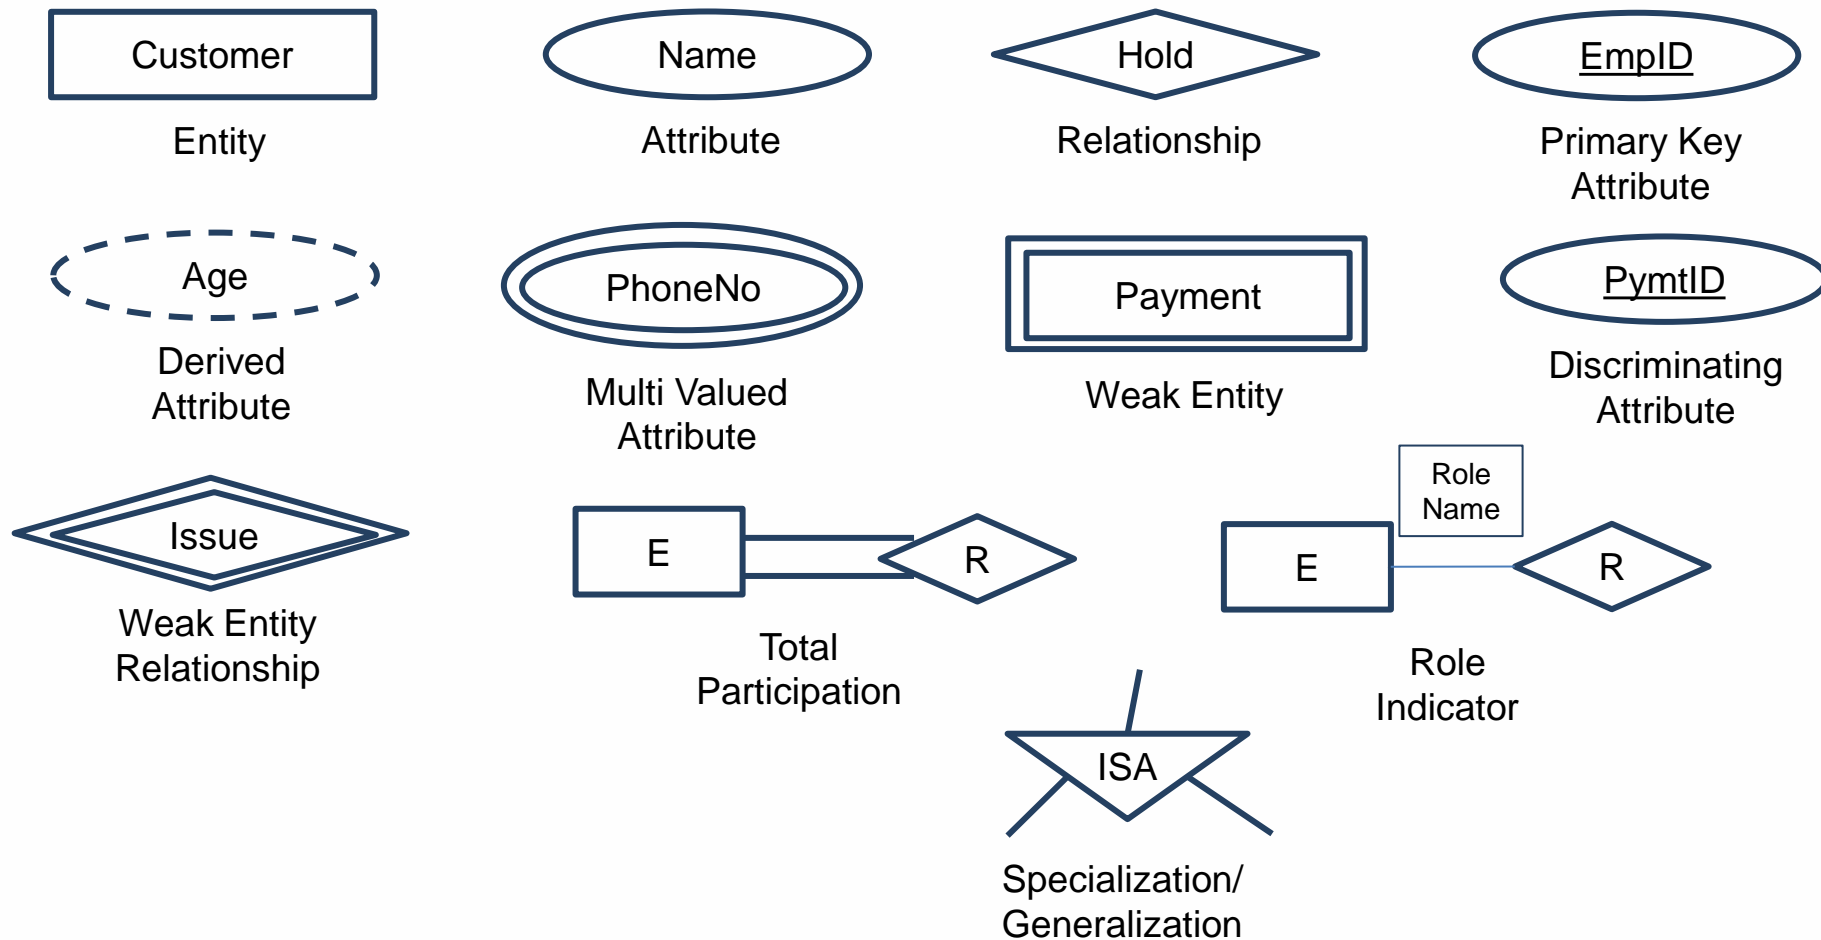 Customer
Name
Hold
EmpID
Entity
Attribute
Relationship
Primary Key
Attribute
Age
PhoneNo
Payment
PymtID
Derived
Attribute
Multi Valued
Attribute
Weak Entity
Discriminating
Attribute
Issue
E
R
Role
Name
E
R
Weak Entity
Relationship
Total
Participation
Role
Indicator
ISA
Specialization/
Generalization